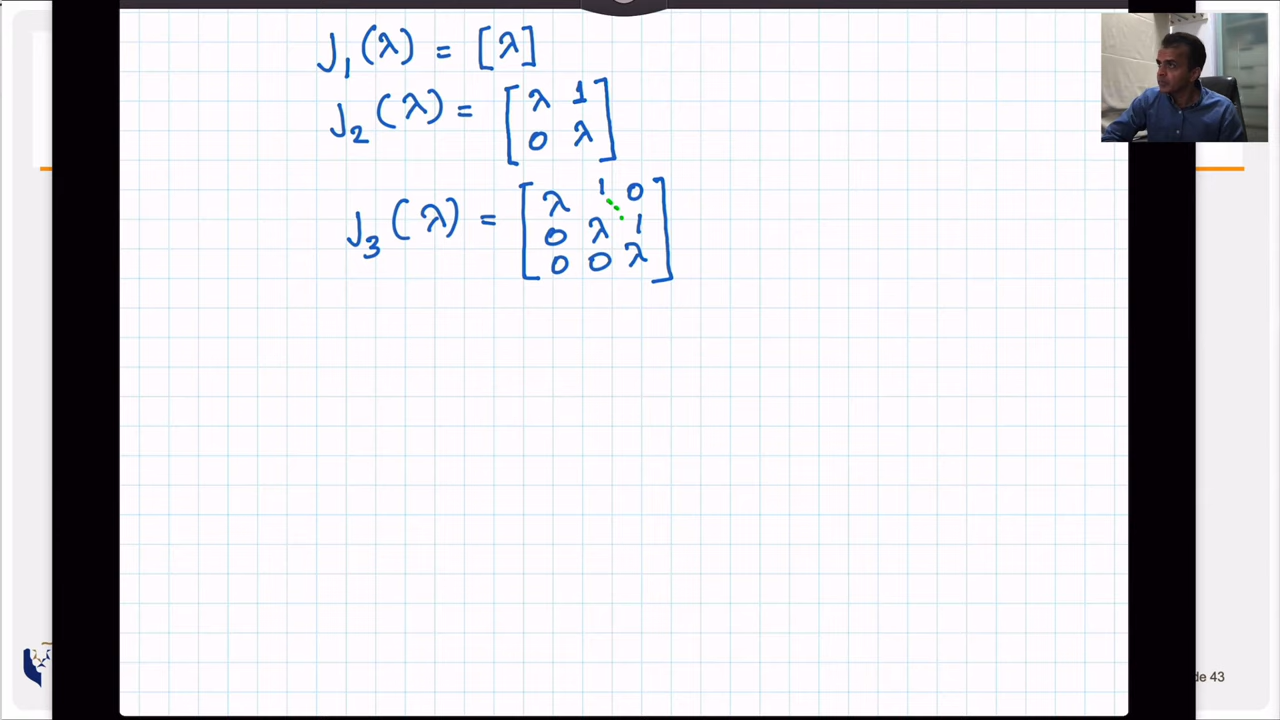 J₁(λ) = [λ]
J₂(λ) = [λ 1
0 λ]
J₃(λ) = [λ 1 0
0 λ 1
0 0 λ]
de 43